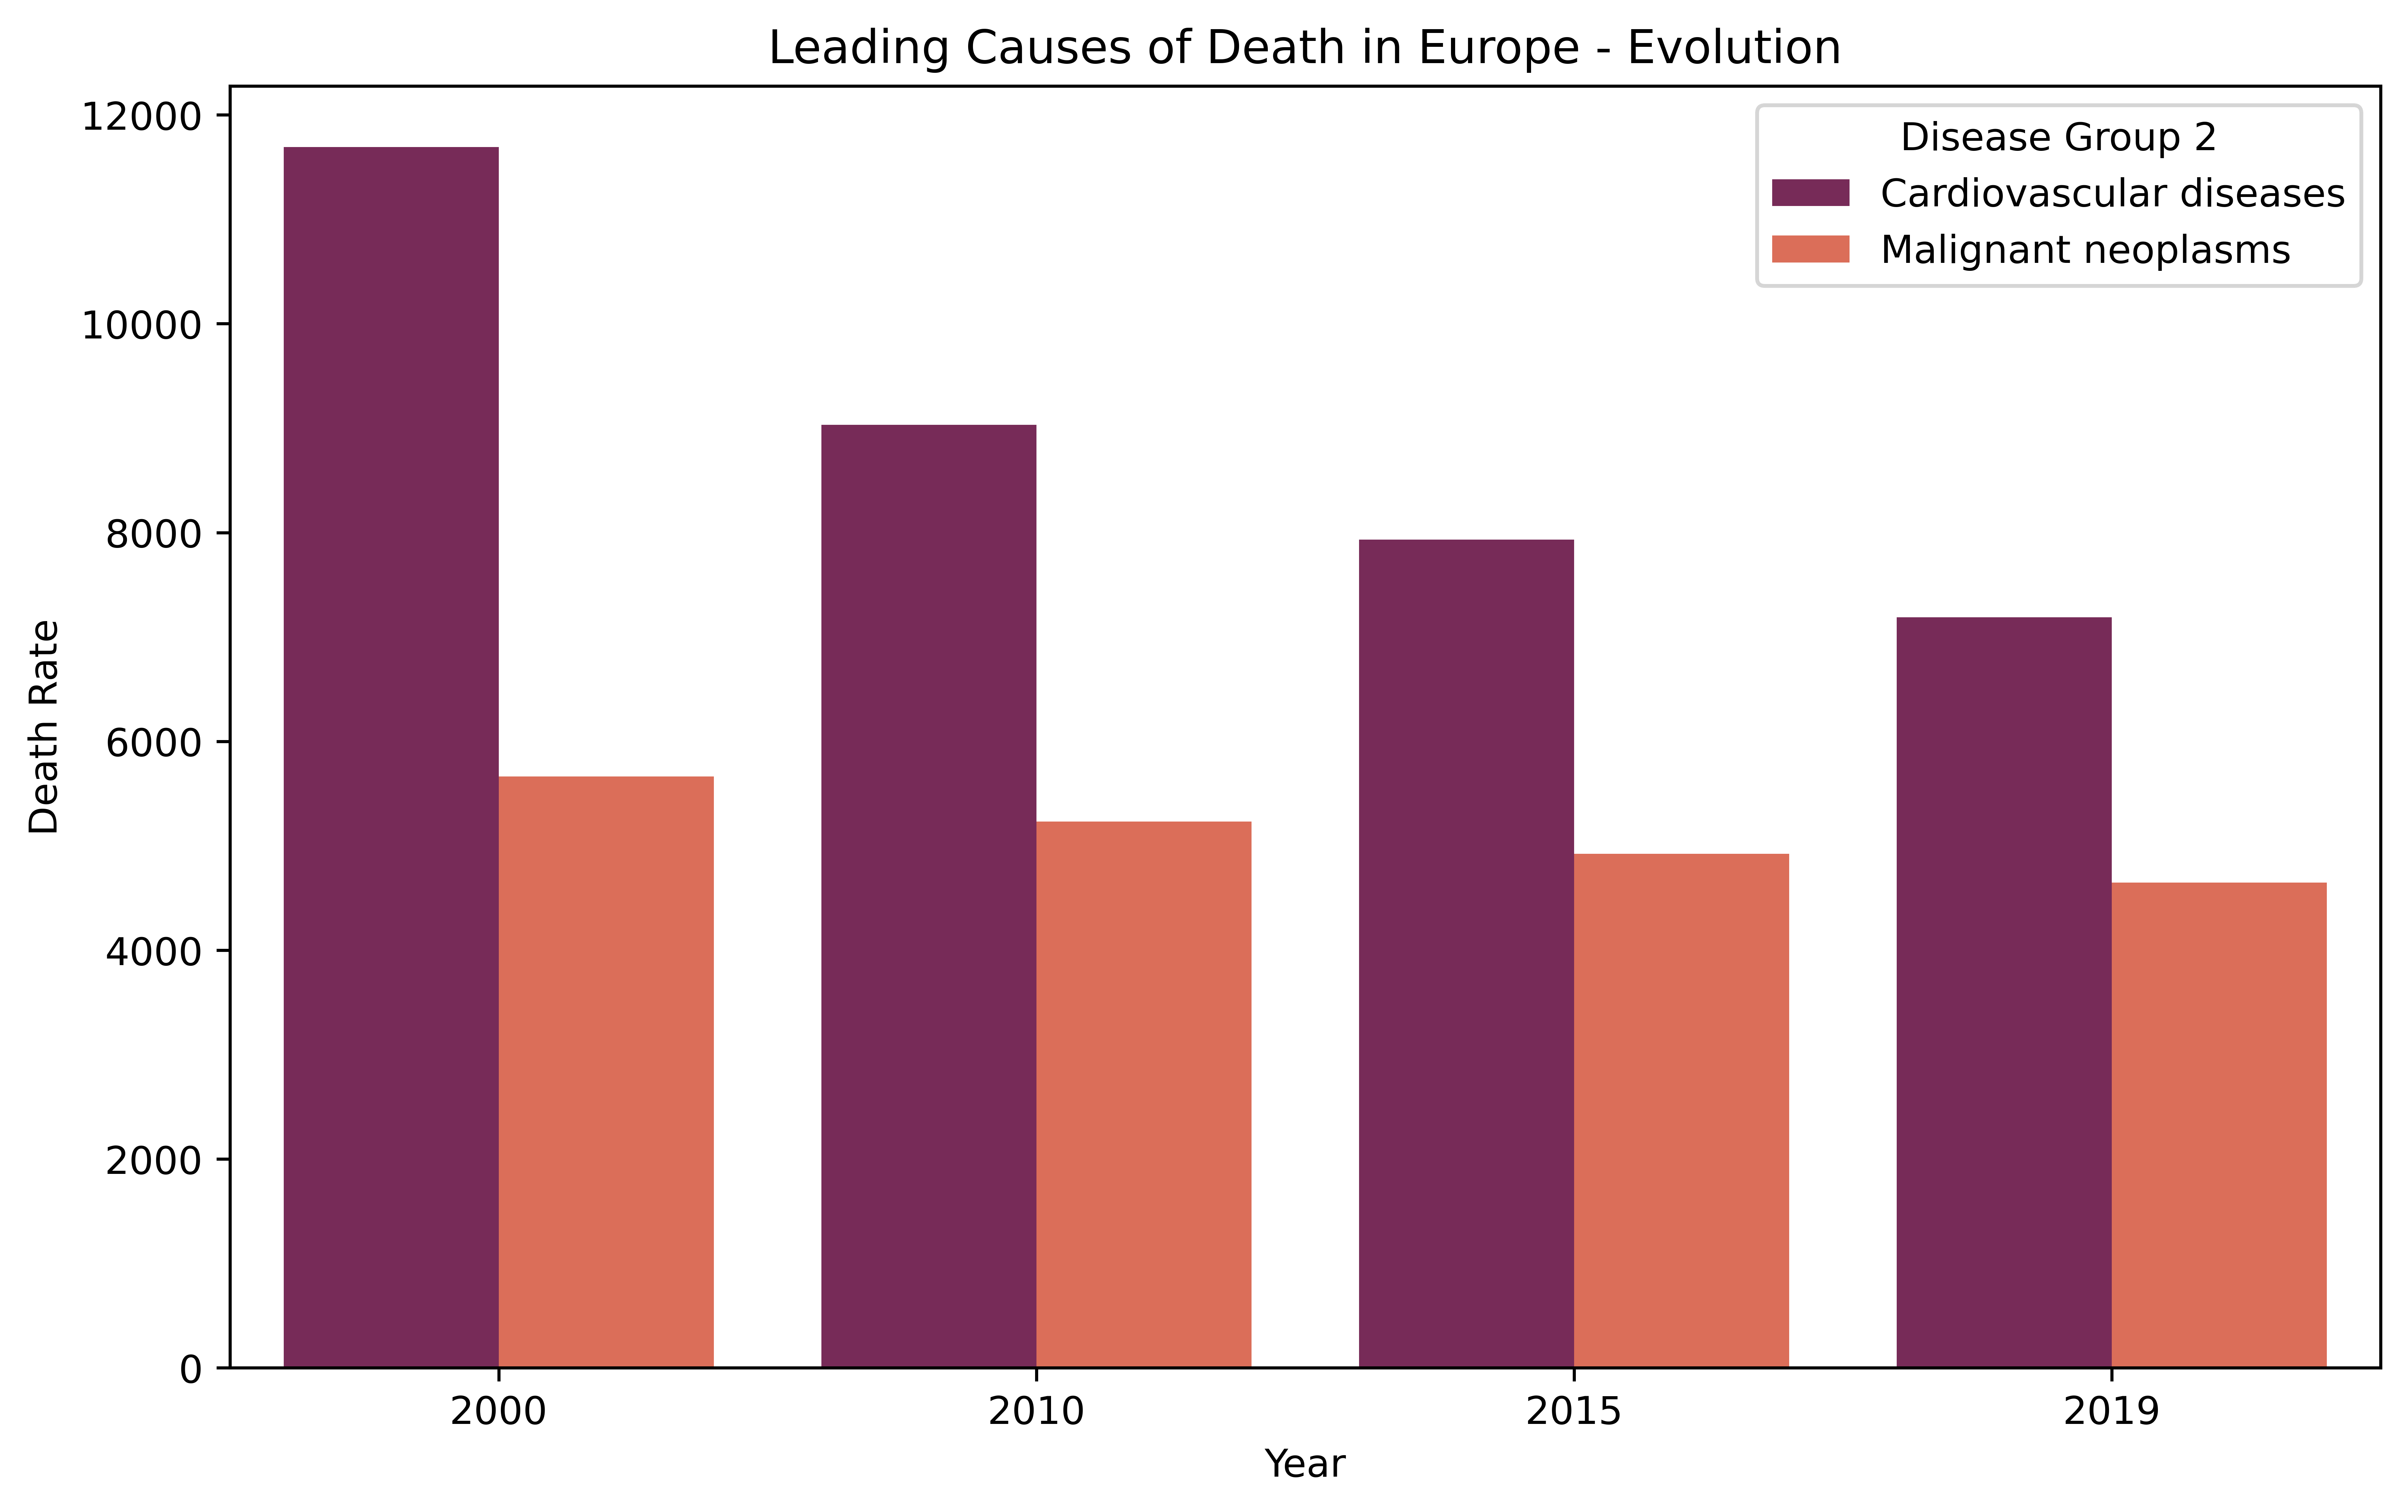 Leading Causes of Death in Europe - Evolution
Disease Group 2
Cardiovascular diseases
Malignant neoplasms
Death Rate
12000
10000
8000
6000
4000
2000
0
2000
2010
2015
2019
Year